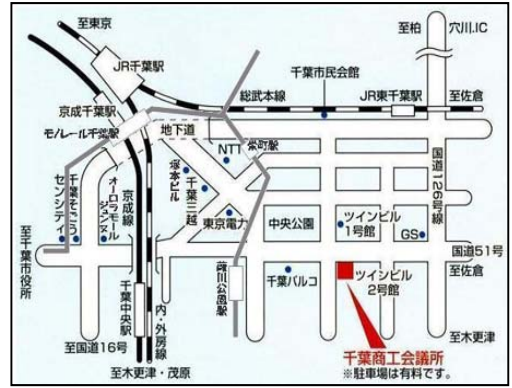 至東京
至柏
穴川.IC
JR千葉駅
千葉市民会館
京成千葉駅
総武本線
JR東千葉駅
至佐倉
モノレール千葉駅
地下道
NTT
栄町駅
国道126号線
塚本ビル
千葉三越
オーロラモール
ジュンヌ
千葉そごう
センシティ
京成線
東京電力
中央公園
ツインビル
1号館
GS
国道51号
至佐倉
至千葉市役所
葭川公園駅
千葉パルコ
ツインビル
2号館
千葉中央駅
内・外房線
至国道16号
至木更津・茂原
至木更津
千葉商工会議所
※駐車場は有料です。